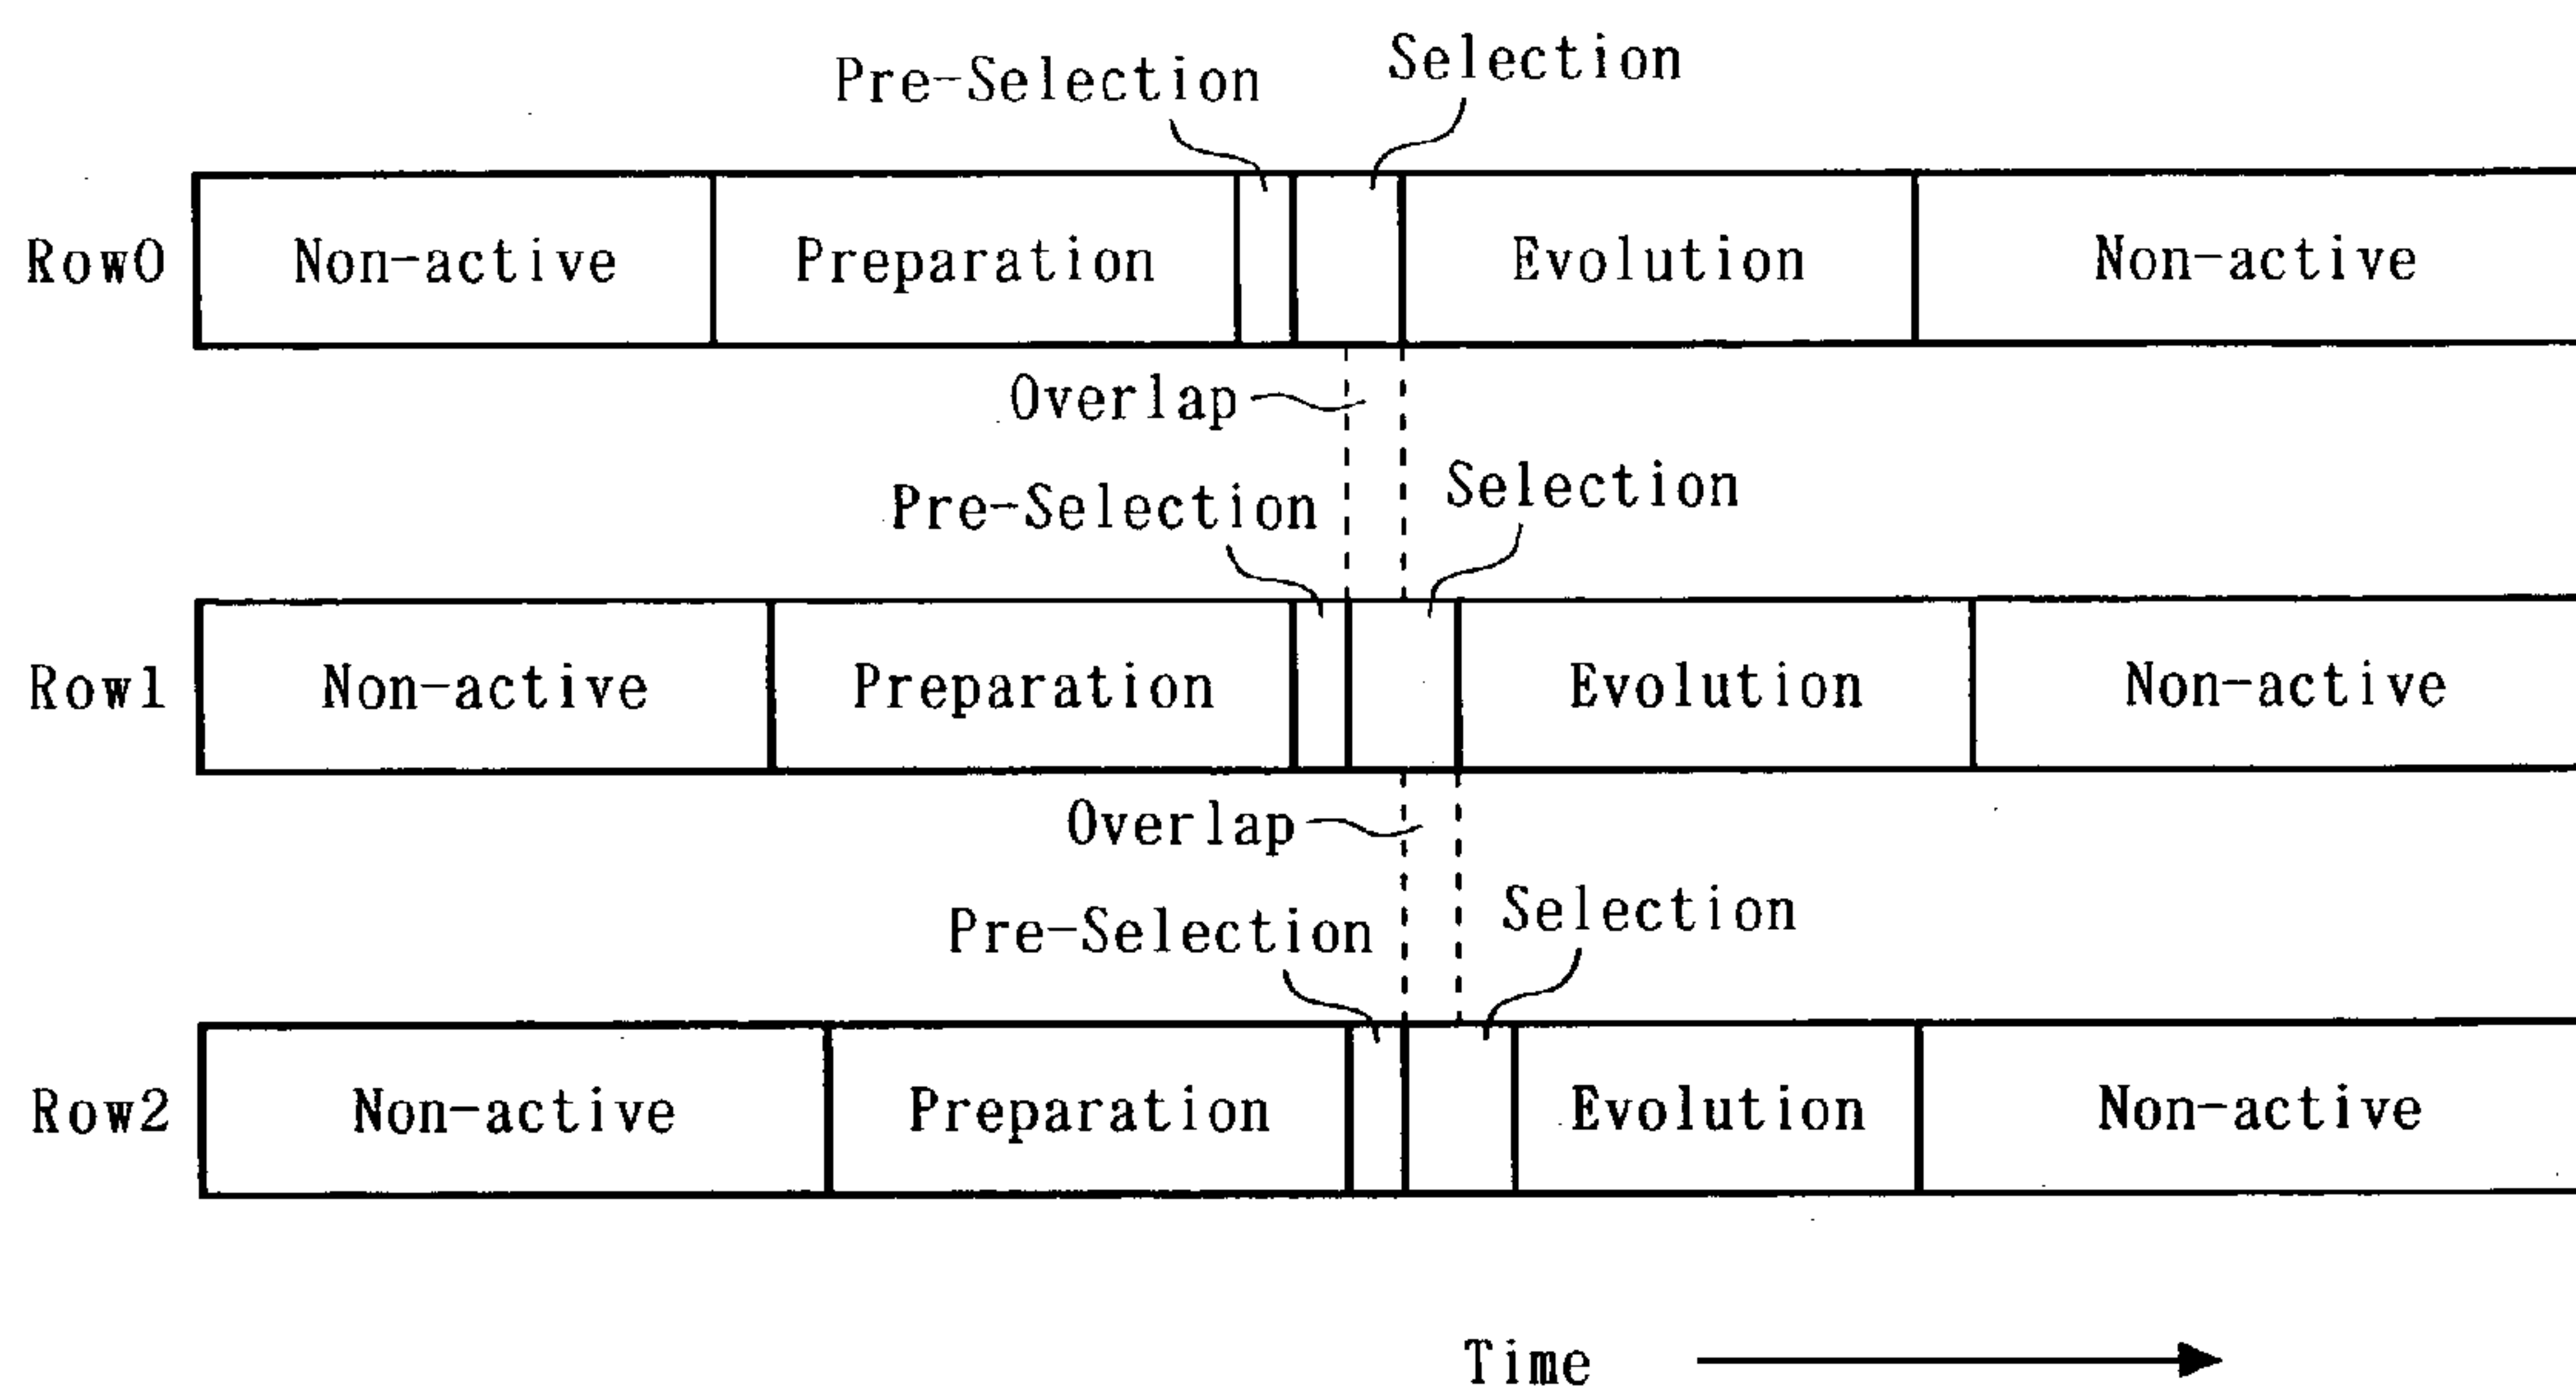 Pre-Selection
Selection
Row0
Non-active
Preparation
Evolution
Non-active
Overlap
Pre-Selection
Selection
Row1
Non-active
Preparation
Evolution
Non-active
Overlap
Pre-Selection
Selection
Row2
Non-active
Preparation
Evolution
Non-active
Time